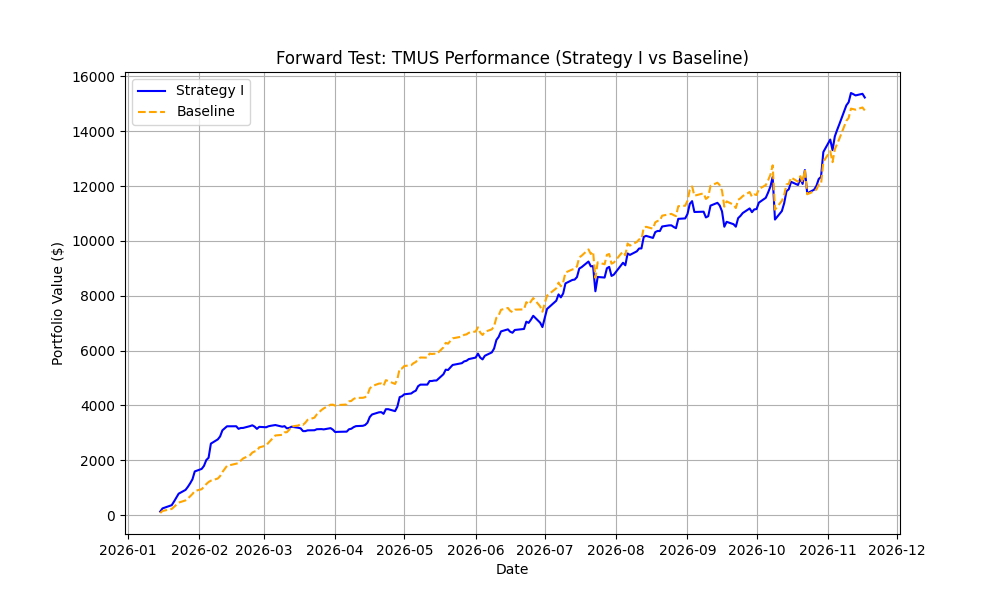 Forward Test: TMUS Performance (Strategy I vs Baseline)
Strategy I
Baseline
Portfolio Value ($)
16000
14000
12000
10000
8000
6000
4000
2000
0
2026-01 2026-02 2026-03 2026-04 2026-05 2026-06 2026-07 2026-08 2026-09 2026-10 2026-11 2026-12
Date